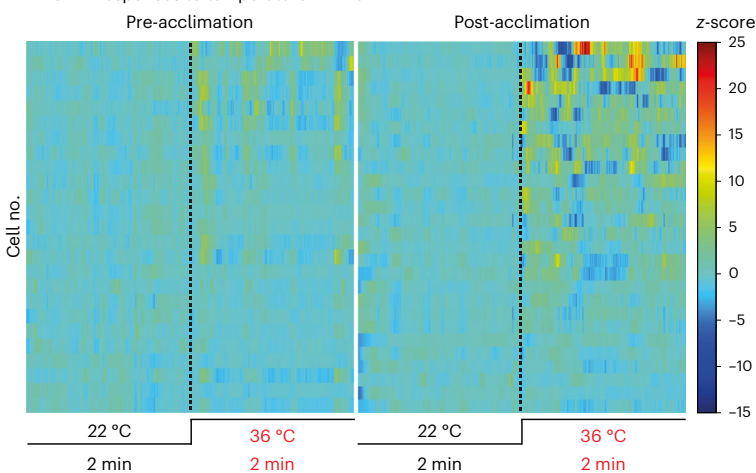 Pre-acclimation
Post-acclimation
z-score
Cell no.
25
20
15
10
5
0
–5
–10
–15
22 °C
36 °C
22 °C
36 °C
2 min
2 min
2 min
2 min